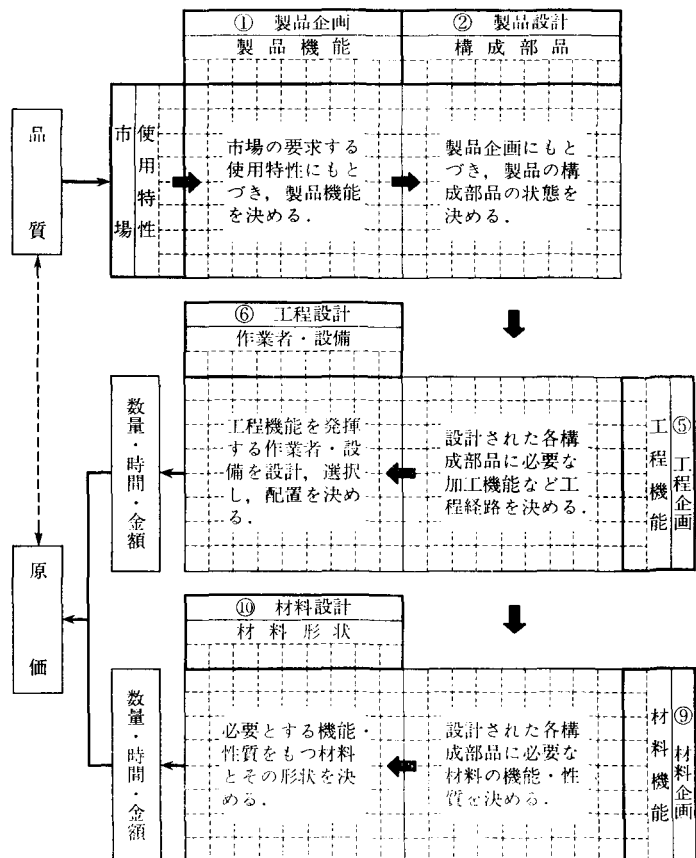 ① 製品企画
製品機能
② 製品設計
構成部品
品質
市場
使用特性
市場の要求する
使用特性にもと
づき，製品機能
を決める．
製品企画にもと
づき，製品の構
成部品の状態を
決める．
⑥ 工程設計
作業者・設備
数量・時間・金額
工程機能を発揮
する作業者・設
備を設計，選択
し，配置を決め
る．
設計された各構
成部品に必要な
加工機能など工
程経路を決める．
工程機能
⑤ 工程企画
原価
⑩ 材料設計
材料形状
数量・時間・金額
必要とする機能・
性質をもつ材料
とその形状を決
める．
設計された各構
成部品に必要な
材料の機能・性
質を決める．
材料機能
⑨ 材料企画